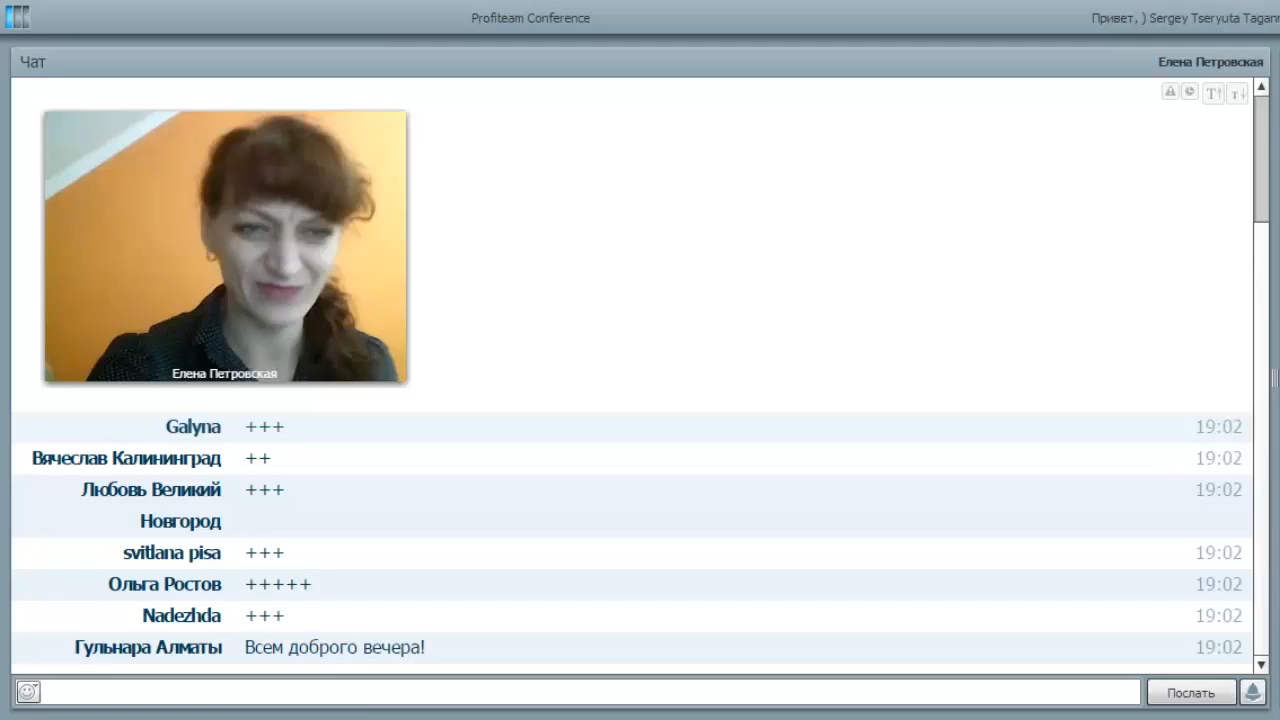 Profiteam Conference
Привет, ) Sergey Tseryuta Tagan
Чат
Елена Петровская
Елена Петровская
Galyna +++ 19:02
Вячеслав Калининград ++ 19:02
Любовь Великий +++ 19:02
Новгород
svitlana pisa +++ 19:02
Ольга Ростов +++++ 19:02
Nadezhda +++ 19:02
Гульнара Алматы Всем доброго вечера! 19:02
Послать